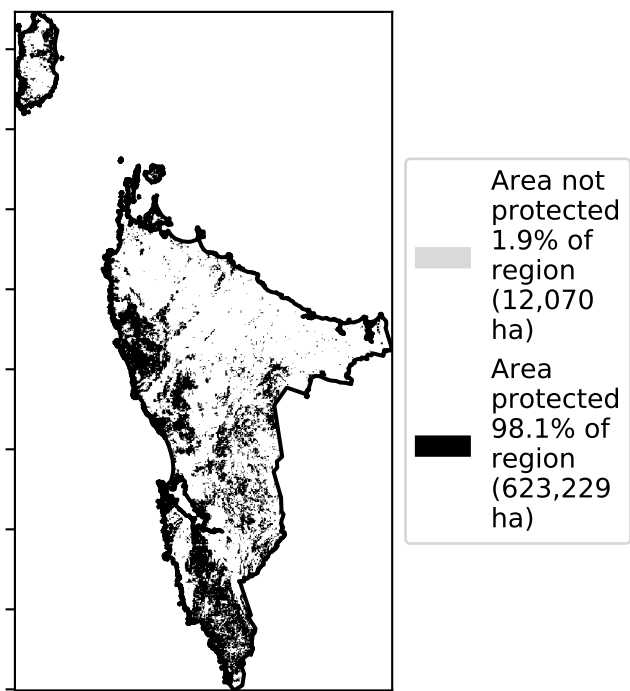 Area not
protected
1.9% of
region
(12,070
ha)
Area
protected
98.1% of
region
(623,229
ha)